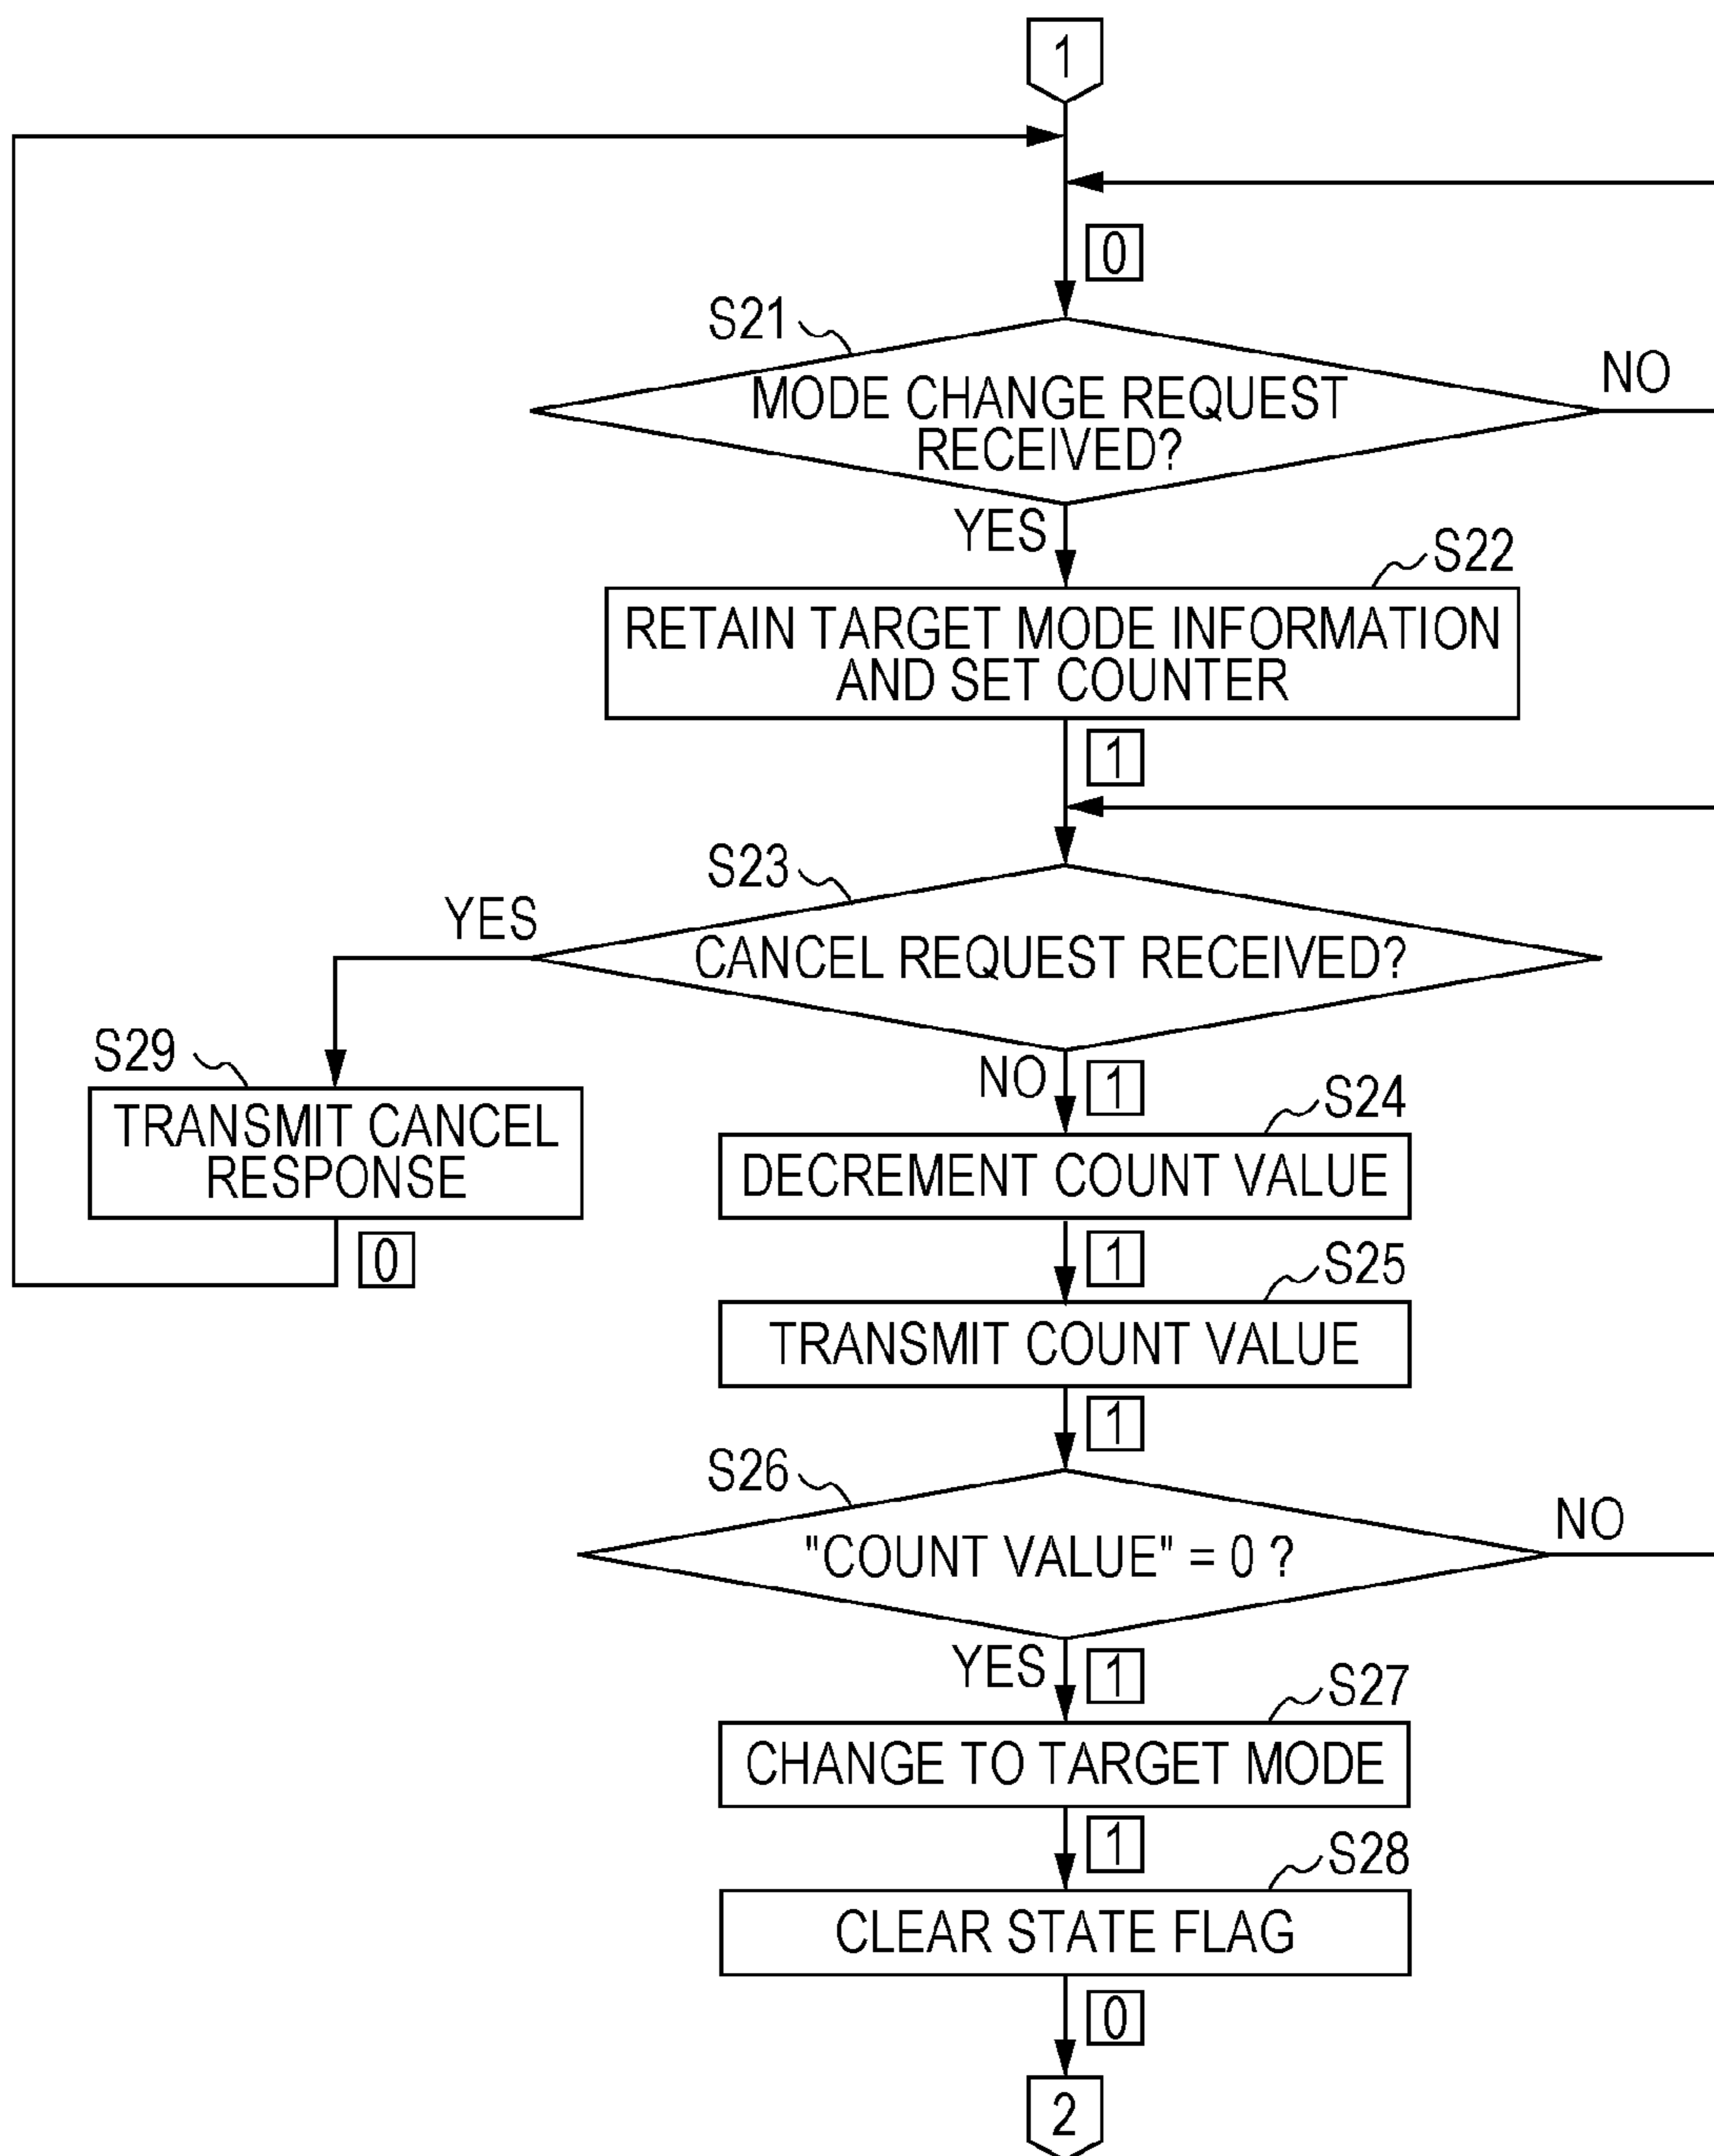 1
0
S21
MODE CHANGE REQUEST
RECEIVED?
NO
YES
S22
RETAIN TARGET MODE INFORMATION
AND SET COUNTER
1
S23
YES
CANCEL REQUEST RECEIVED?
S29
TRANSMIT CANCEL
RESPONSE
0
NO
1
S24
DECREMENT COUNT VALUE
1
S25
TRANSMIT COUNT VALUE
1
S26
"COUNT VALUE" = 0 ?
NO
YES
1
S27
CHANGE TO TARGET MODE
1
S28
CLEAR STATE FLAG
0
2